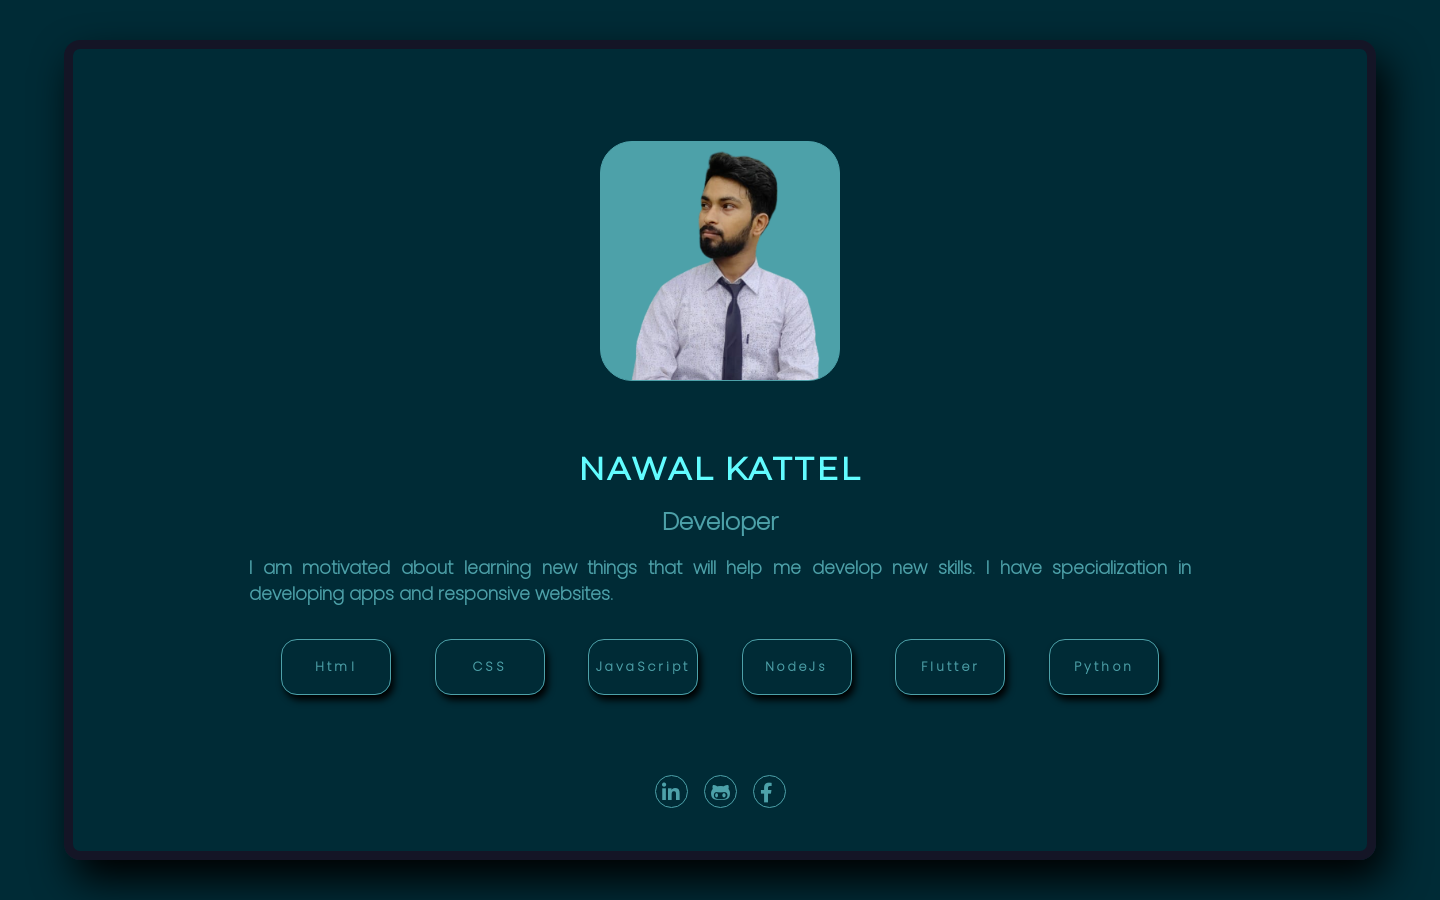 NAWAL KATTEL
Developer
I am motivated about learning new things that will help me develop new skills. I have specialization in
developing apps and responsive websites.
Html CSS JavaScript NodeJs Flutter Python
in f